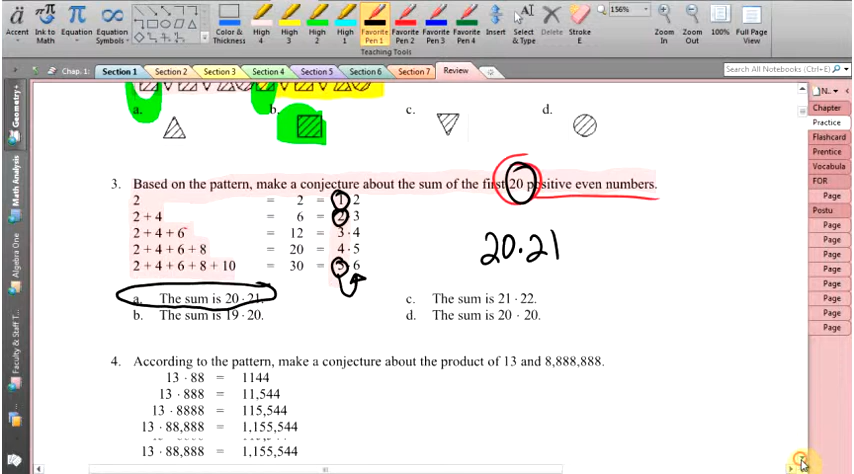 Accent Ink to Math Equation Equation Symbols Color & Thickness High 4 High 3 High 2 High 1 Favorite Pen 1 Favorite Pen 2 Favorite Pen 3 Favorite Pen 4 Insert Select & Type Delete Stroke E 156% Zoom In Zoom Out 100% Full Page View
Teaching Tools
Chap. 1: Section 1 Section 2 Section 3 Section 4 Section 5 Section 6 Section 7 Review Search All Notebooks (Ctrl+E)
Geometry+
Math Analysis
Algebra One
Faculty & Staff T...
N..
Chapter
Practice
Flashcard
Prentice
Vocabula
FOR
Page
Postu
Page
Page
Page
Page
Page
Page
Page
Page
a. b. c. d.
3. Based on the pattern, make a conjecture about the sum of the first 20 positive even numbers.
2 = 2 = 1 · 2
2 + 4 = 6 = 2 · 3
2 + 4 + 6 = 12 = 3 · 4
2 + 4 + 6 + 8 = 20 = 4 · 5
2 + 4 + 6 + 8 + 10 = 30 = 5 · 6
20·21
a. The sum is 20 · 21. c. The sum is 21 · 22.
b. The sum is 19 · 20. d. The sum is 20 · 20.
4. According to the pattern, make a conjecture about the product of 13 and 8,888,888.
13 · 88 = 1144
13 · 888 = 11,544
13 · 8888 = 115,544
13 · 88,888 = 1,155,544
13 · 88,888 = 1,155,544